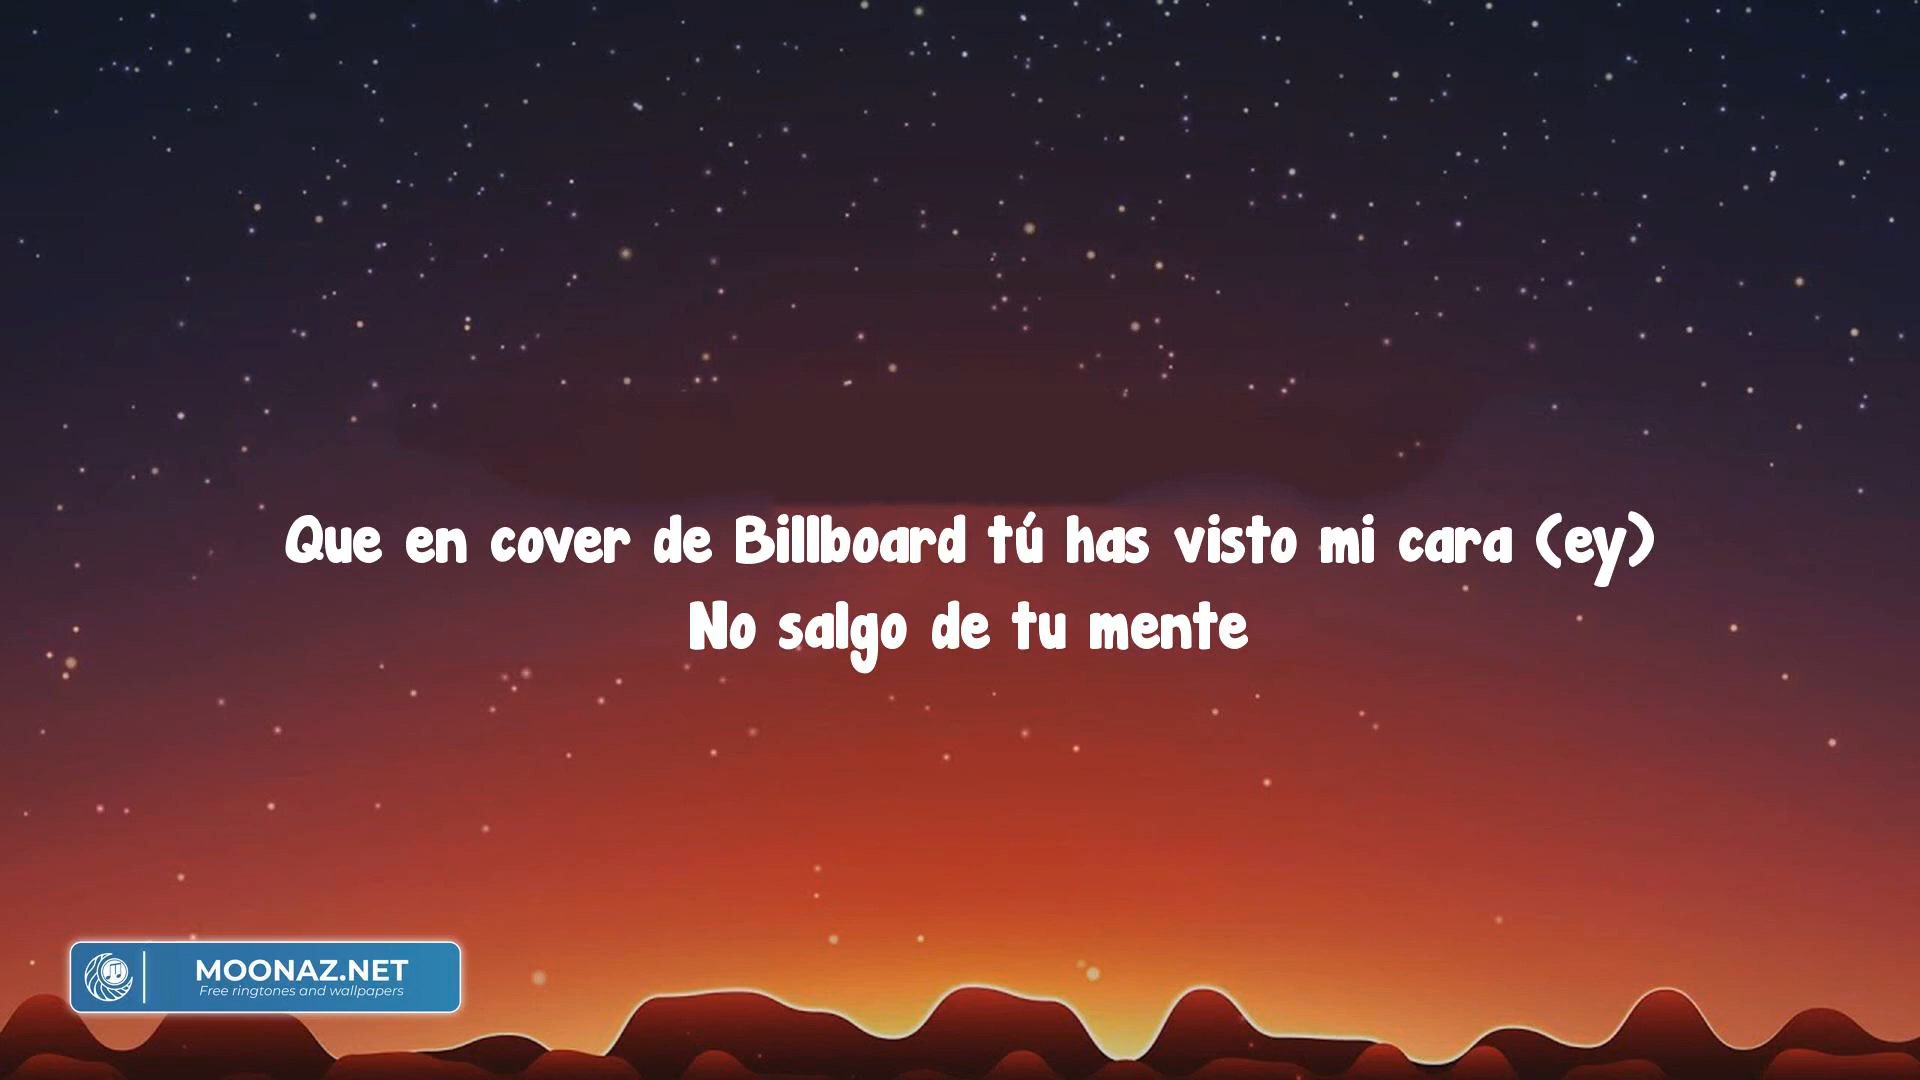 Que en cover de Billboard tú has visto mi cara (ey)
No salgo de tu mente
MOONAZ.NET
Free ringtones and wallpapers